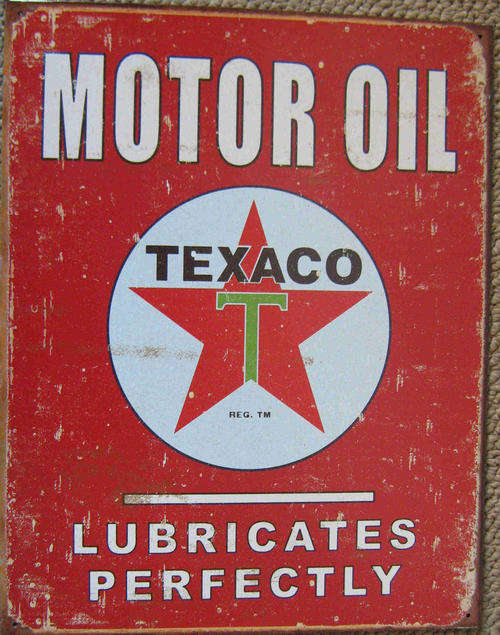 MOTOR OIL
TEXACO
T
REG. TM
LUBRICATES
PERFECTLY